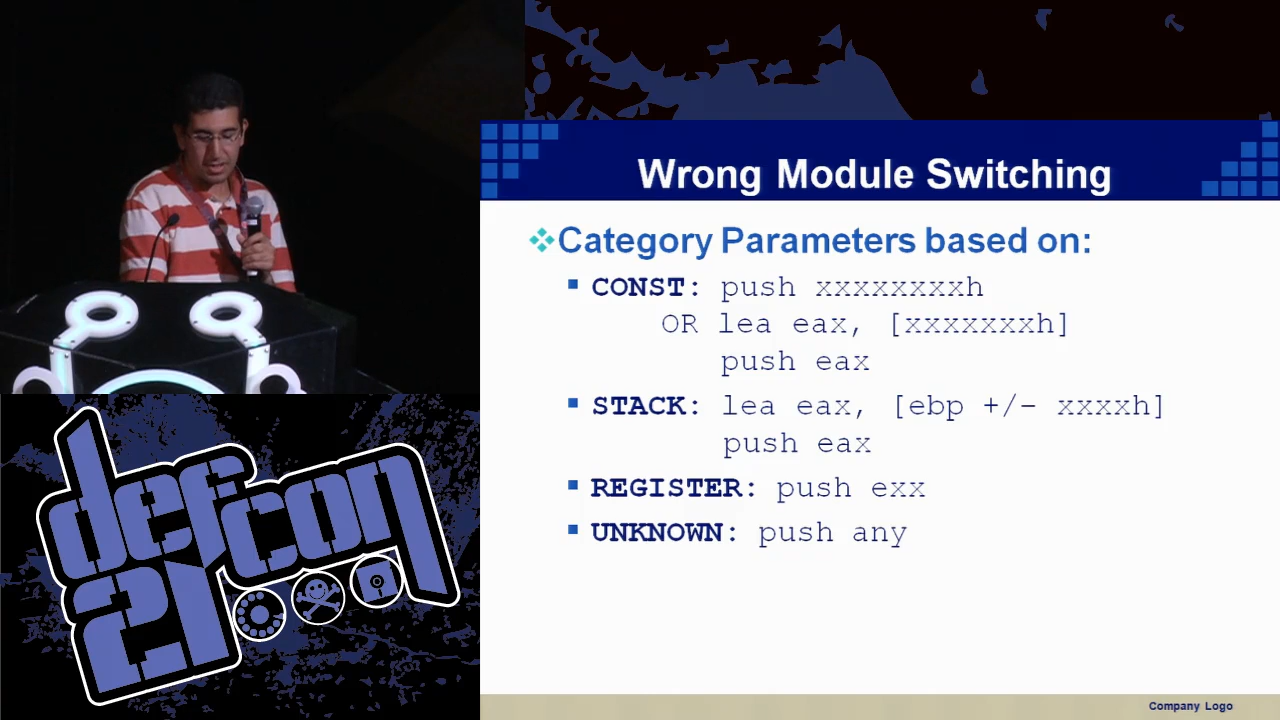 Wrong Module Switching
Category Parameters based on:
CONST: push xxxxxxxxh
OR lea eax, [xxxxxxxh]
push eax
STACK: lea eax, [ebp +/- xxxxh]
push eax
REGISTER: push exx
UNKNOWN: push any
Company Logo
defcon
21